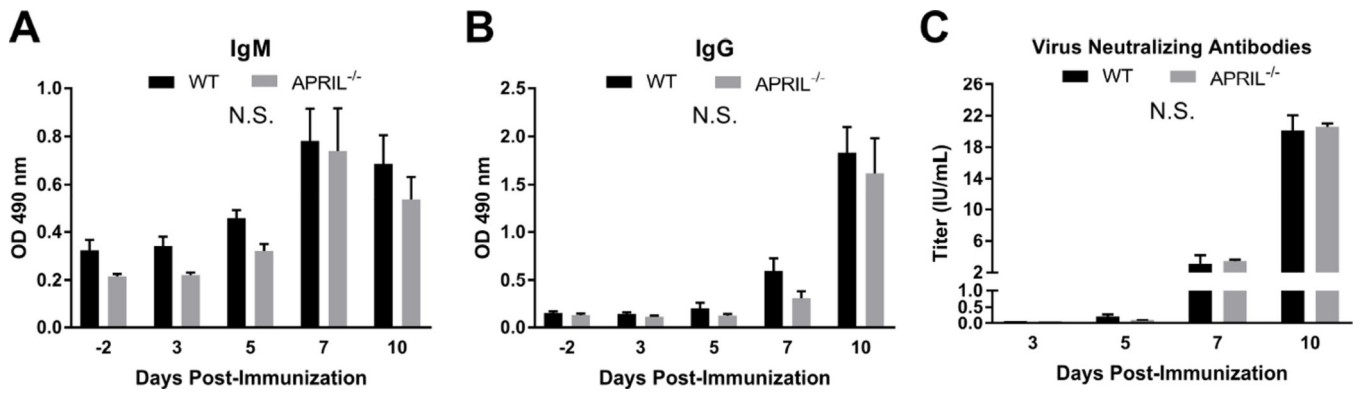 A
IgM
WT APRIL-/-
N.S.
OD 490 nm
1.0
0.8
0.6
0.4
0.2
0.0
-2 3 5 7 10
Days Post-Immunization
B
IgG
WT APRIL-/-
N.S.
OD 490 nm
2.5
2.0
1.5
1.0
0.5
0.0
-2 3 5 7 10
Days Post-Immunization
C
Virus Neutralizing Antibodies
WT APRIL-/-
N.S.
Titer (IU/mL)
26
22
18
14
10
6
2
1.0
0.5
0.0
3 5 7 10
Days Post-Immunization